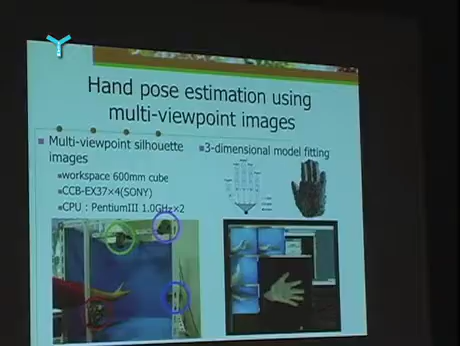 Hand pose estimation using
multi-viewpoint images
Multi-viewpoint silhouette
images
workspace 600mm cube
CCB-EX37×4(SONY)
CPU : PentiumIII 1.0GHz×2
3-dimensional model fitting